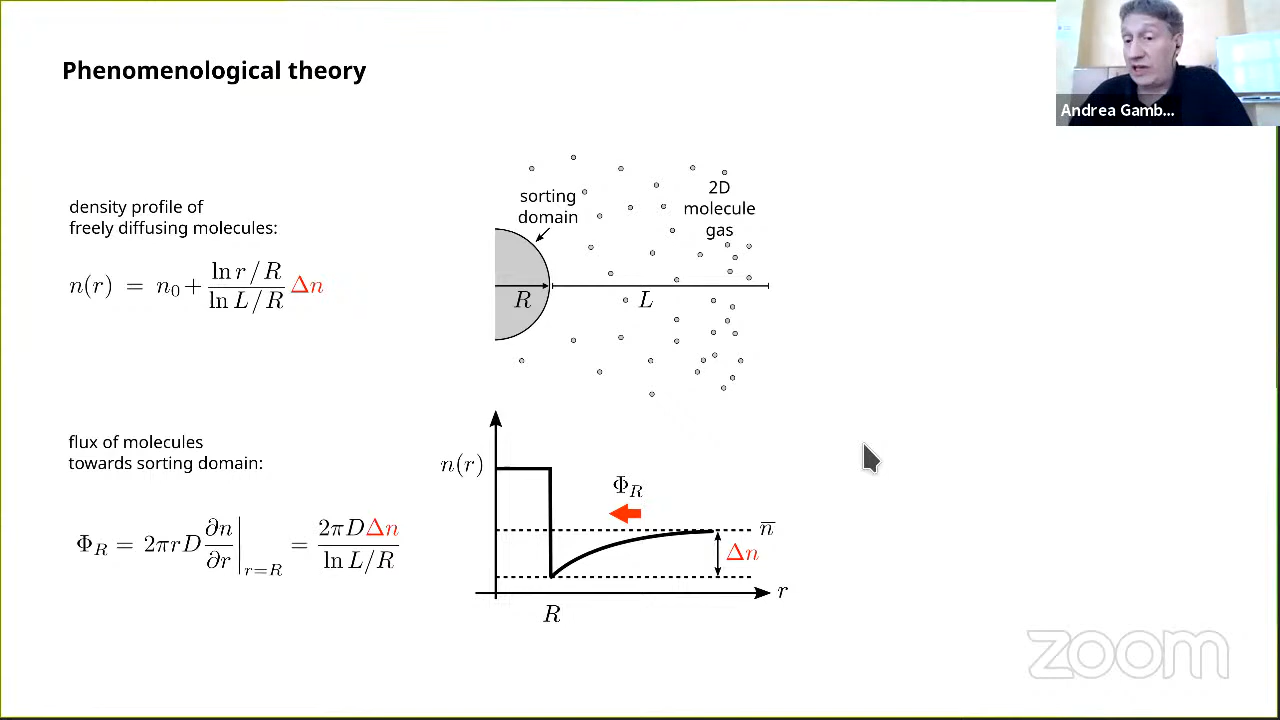 Phenomenological theory
Andrea Gamb...
density profile of
freely diffusing molecules:
n(r) = n₀ + (ln r/R)/(ln L/R) Δn
sorting
domain
2D
molecule
gas
R
L
flux of molecules
towards sorting domain:
Φ_R = 2πrD ∂n/∂r |_{r=R} = 2πDΔn/(ln L/R)
n(r)
Φ_R
n̅
Δn
r
R
zoom